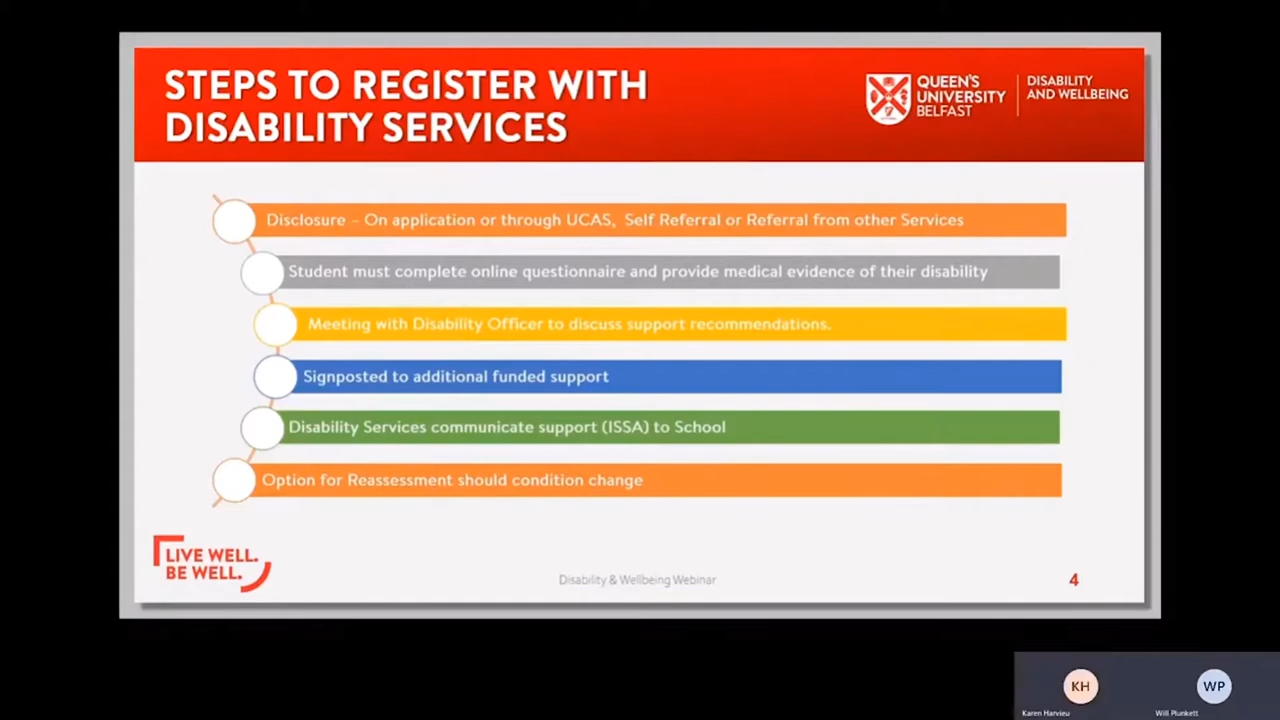 STEPS TO REGISTER WITH
DISABILITY SERVICES
QUEEN'S
UNIVERSITY
BELFAST
DISABILITY
AND WELLBEING
Disclosure – On application or through UCAS, Self Referral or Referral from other Services
Student must complete online questionnaire and provide medical evidence of their disability
Meeting with Disability Officer to discuss support recommendations.
Signposted to additional funded support
Disability Services communicate support (ISSA) to School
Option for Reassessment should condition change
LIVE WELL.
BE WELL.
Disability & Wellbeing Webinar
4
KH
WP
Karen Harvieu
Will Plunkett